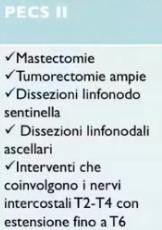 PECS II
✓Mastectomie
✓Tumorectomie ampie
✓Dissezioni linfonodo
sentinella
✓ Dissezioni linfonodali
ascellari
✓Interventi che
coinvolgono i nervi
intercostali T2-T4 con
estensione fino a T6